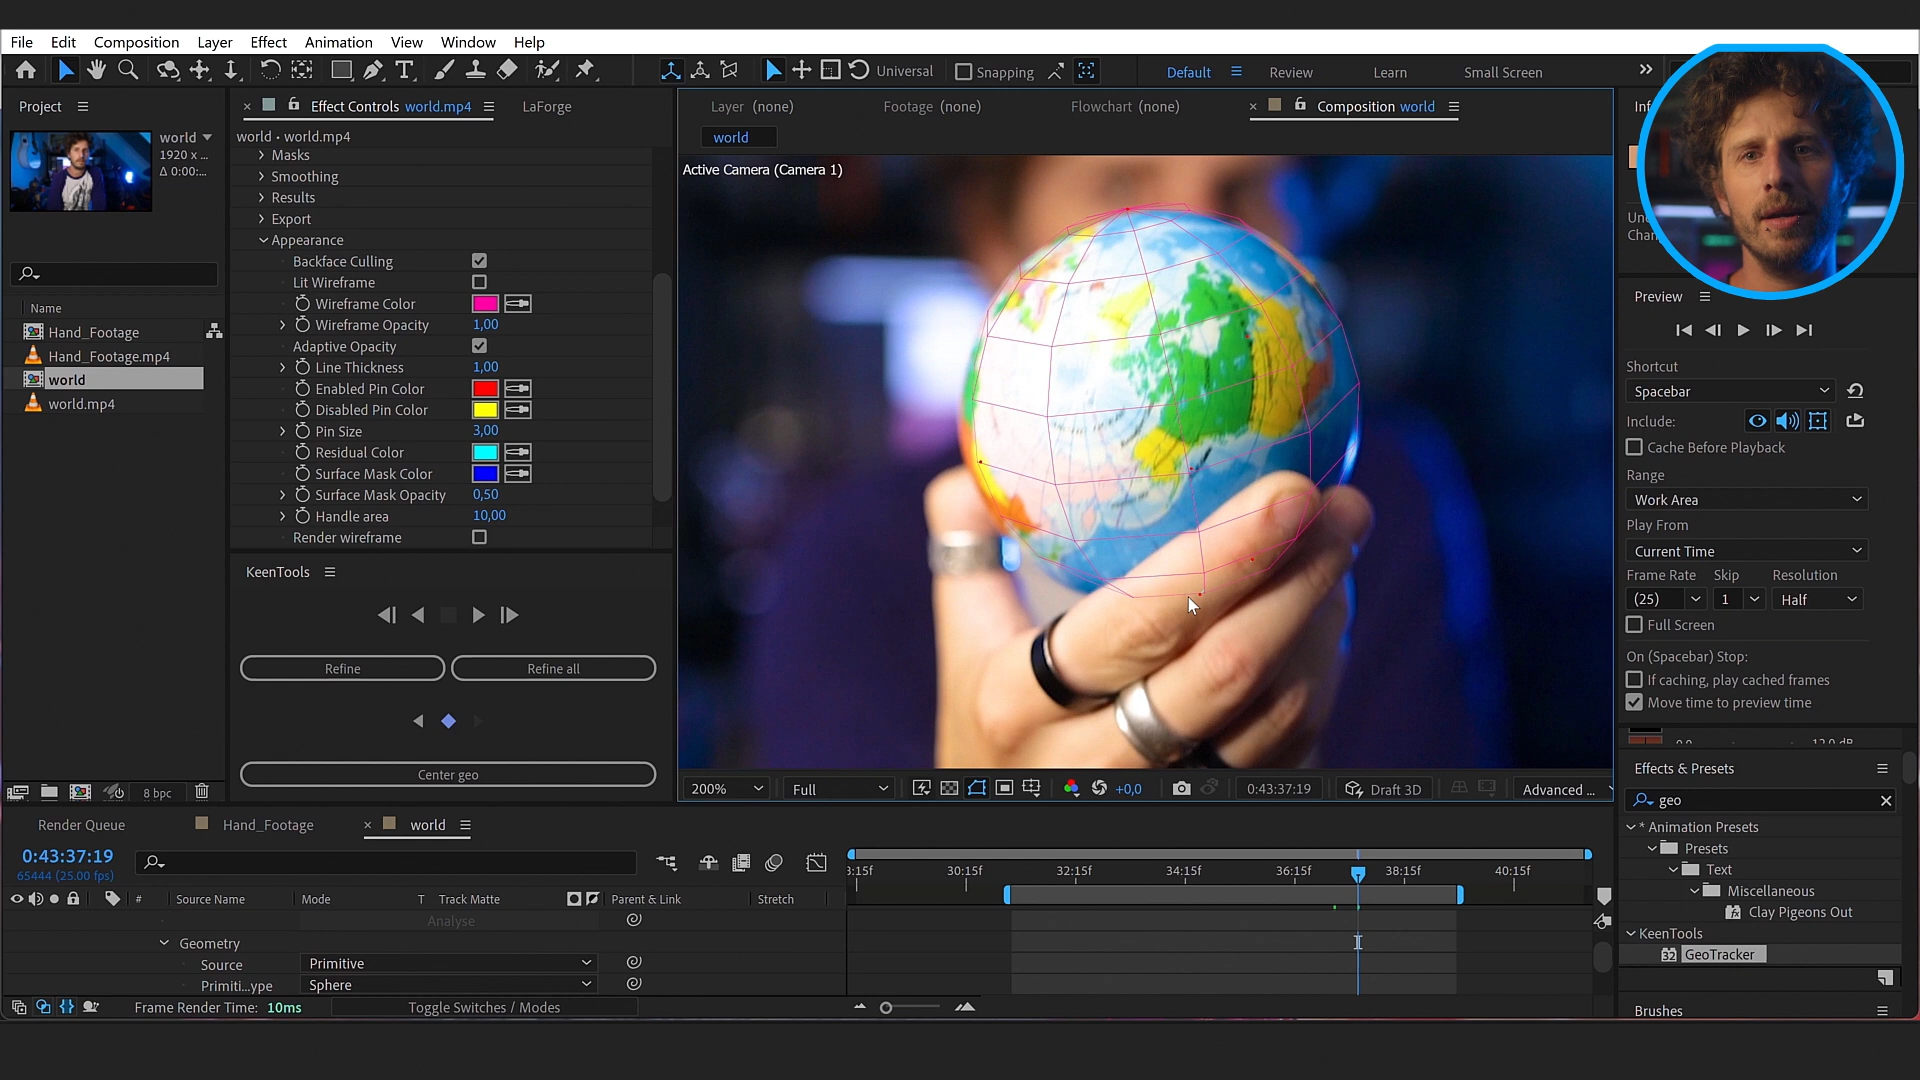 File Edit Composition Layer Effect Animation View Window Help
Universal Snapping Default Review Learn Small Screen
Project
world
1920 x ...
Δ 0:00:...
Name
Hand_Footage
Hand_Footage.mp4
world
world.mp4
8 bpc
Effect Controls world.mp4 LaForge
world • world.mp4
Masks
Smoothing
Results
Export
Appearance
Backface Culling
Lit Wireframe
Wireframe Color
Wireframe Opacity 1,00
Adaptive Opacity
Line Thickness 1,00
Enabled Pin Color
Disabled Pin Color
Pin Size 3,00
Residual Color
Surface Mask Color
Surface Mask Opacity 0,50
Handle area 10,00
Render wireframe
KeenTools
Refine Refine all
Center geo
Layer (none) Footage (none) Flowchart (none) Composition world
world
Active Camera (Camera 1)
200% Full +0,0 0:43:37:19 Draft 3D Advanced ...
Preview
Shortcut
Spacebar
Include:
Cache Before Playback
Range
Work Area
Play From
Current Time
Frame Rate Skip Resolution
(25) 1 Half
Full Screen
On (Spacebar) Stop:
If caching, play cached frames
Move time to preview time
Effects & Presets
geo
* Animation Presets
Presets
Text
Miscellaneous
Clay Pigeons Out
KeenTools
32 GeoTracker
Brushes
Render Queue Hand_Footage world
0:43:37:19
65444 (25.00 fps)
3:15f 30:15f 32:15f 34:15f 36:15f 38:15f 40:15f
# Source Name Mode T Track Matte Parent & Link Stretch
Analyse
Geometry
Source Primitive
Primiti...ype Sphere
Frame Render Time: 10ms Toggle Switches / Modes